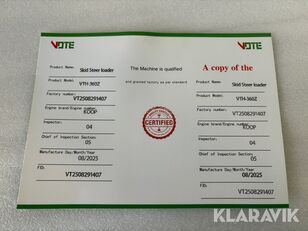 VOTE
Product Name: Skid Steer loader
Product Model:
VTH-360Z
Factory number:
VT2508291407
Engine brand/Engine number:
KOOP
Inspector:
04
Chief of Inspection Section:
05
Manufacture Day/Month/Year
08/2025
FID:
VT2508291407
The Machine is qualified
and granted factory as per standard
CERTIFIED
VOTE
A copy of the
Product Name: Skid Steer loader
Product Model:
VTH-360Z
Factory number:
VT2508291407
Engine brand/Engine number:
KOOP
Inspector:
04
Chief of Inspection Section:
05
Manufacture Day/Month/Year
08/2025
FID:
VT2508291407
KLARAVIK